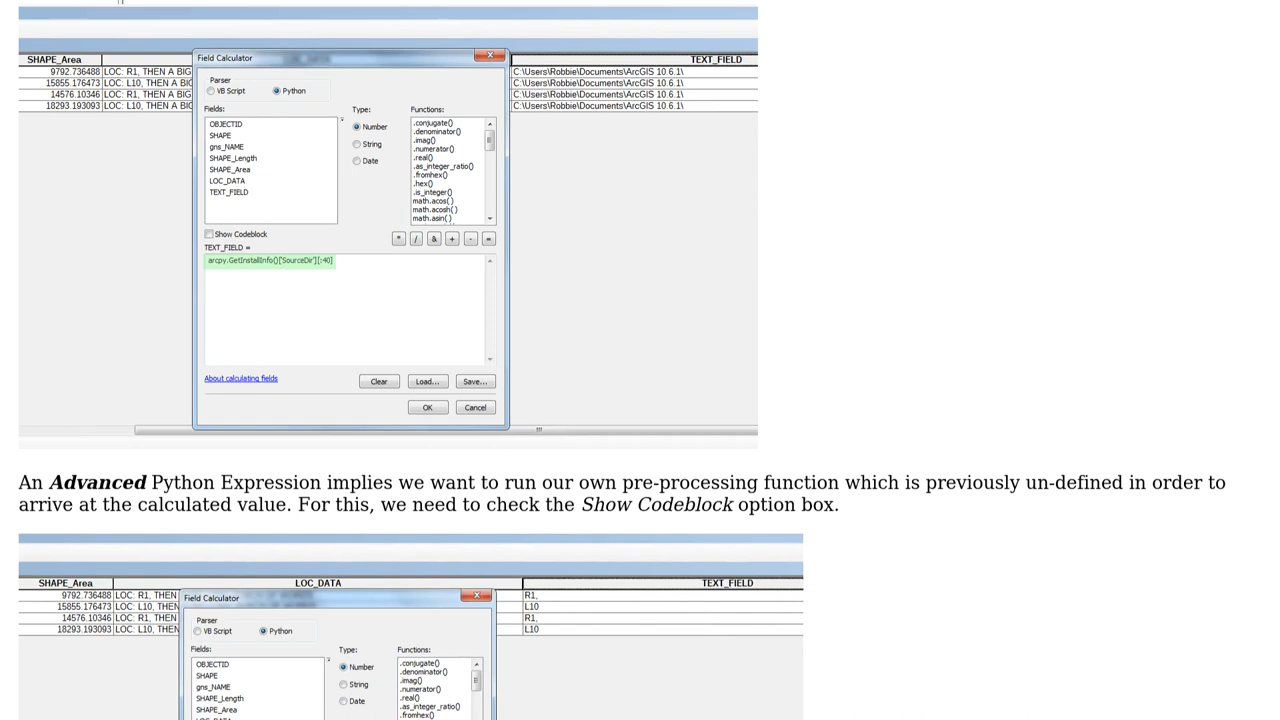 SHAPE_Area
TEXT_FIELD
9792.736488 LOC: R1, THEN A BIG
15855.176473 LOC: L10, THEN A BIG
14576.10346 LOC: R1, THEN A BIG
18293.193093 LOC: L10, THEN A BIG
C:\Users\Robbie\Documents\ArcGIS 10.6.1\
C:\Users\Robbie\Documents\ArcGIS 10.6.1\
C:\Users\Robbie\Documents\ArcGIS 10.6.1\
C:\Users\Robbie\Documents\ArcGIS 10.6.1\
Field Calculator
Parser
VB Script Python
Fields:
OBJECTID
SHAPE
gns_NAME
SHAPE_Length
SHAPE_Area
LOC_DATA
TEXT_FIELD
Type:
Number
String
Date
Functions:
.conjugate()
.denominator()
.imag()
.numerator()
.real()
.as_integer_ratio()
.fromhex()
.hex()
.is_integer()
math.acos( )
math.acosh( )
math.asin( )
Show Codeblock
* / & + - =
TEXT_FIELD =
arcpy.GetInstallInfo()['SourceDir'][:40]
About calculating fields
Clear Load... Save...
OK Cancel
An Advanced Python Expression implies we want to run our own pre-processing function which is previously un-defined in order to
arrive at the calculated value. For this, we need to check the Show Codeblock option box.
SHAPE_Area LOC_DATA TEXT_FIELD
9792.736488 LOC: R1, THEN
15855.176473 LOC: L10, THEN
14576.10346 LOC: R1, THEN
18293.193093 LOC: L10, THEN
R1,
L10
R1,
L10
Field Calculator
Parser
VB Script Python
Fields:
OBJECTID
SHAPE
gns_NAME
SHAPE_Length
SHAPE_Area
Type:
Number
String
Date
Functions:
.conjugate()
.denominator()
.imag()
.numerator()
.real()
.as_integer_ratio()
.fromhex()